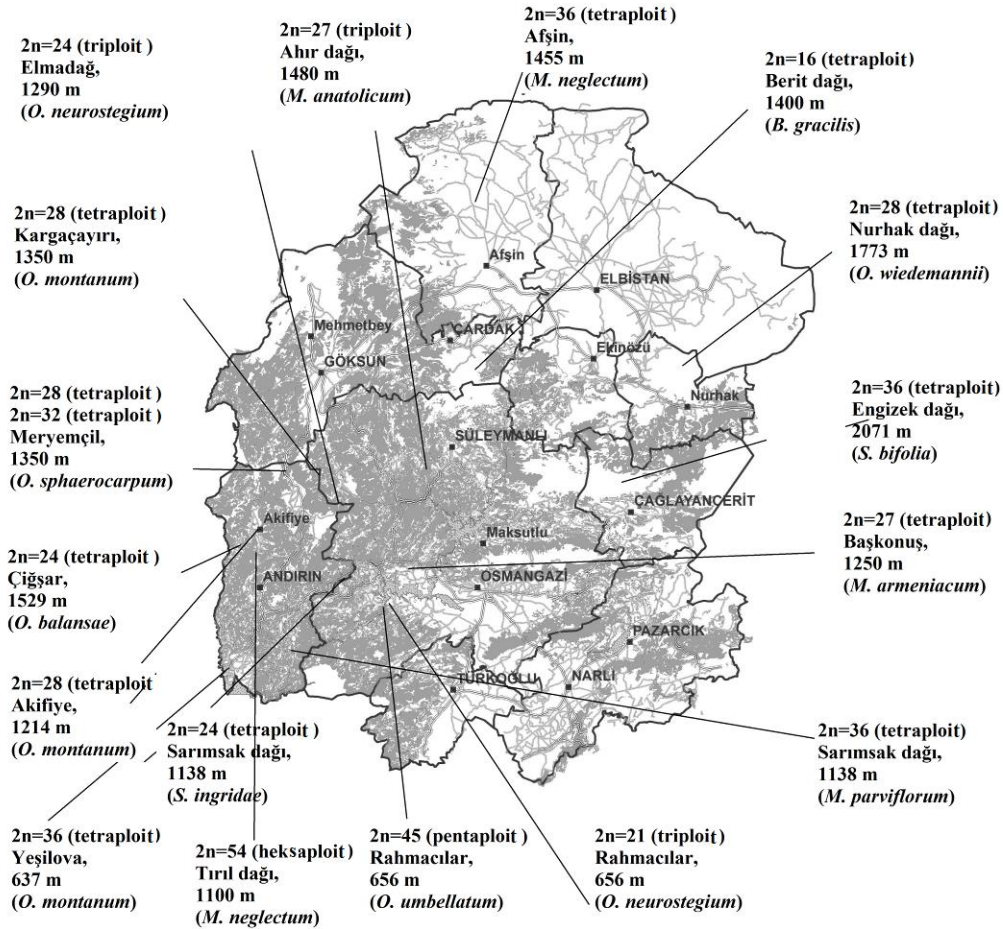 2n=24 (triploit )
Elmadağ,
1290 m
(O. neurostegium)
2n=27 (triploit )
Ahır dağı,
1480 m
(M. anatolicum)
2n=36 (tetraploit )
Afşin,
1455 m
(M. neglectum)
2n=16 (tetraploit)
Berit dağı,
1400 m
(B. gracilis)
2n=28 (tetraploit )
Kargaçayırı,
1350 m
(O. montanum)
2n=28 (tetraploit)
Nurhak dağı,
1773 m
(O. wiedemannii)
2n=28 (tetraploit )
2n=32 (tetraploit )
Meryemçil,
1350 m
(O. sphaerocarpum)
2n=36 (tetraploit)
Engizek dağı,
2071 m
(S. bifolia)
2n=24 (tetraploit )
Çiğşar,
1529 m
(O. balansae)
2n=27 (tetraploit)
Başkonuş,
1250 m
(M. armeniacum)
2n=28 (tetraploit)
Akifiye,
1214 m
(O. montanum)
2n=24 (tetraploit )
Sarımsak dağı,
1138 m
(S. ingridae)
2n=36 (tetraploit)
Sarımsak dağı,
1138 m
(M. parviflorum)
2n=36 (tetraploit)
Yeşilova,
637 m
(O. montanum)
2n=54 (heksaploit )
Tırıl dağı,
1100 m
(M. neglectum)
2n=45 (pentaploit )
Rahmacılar,
656 m
(O. umbellatum)
2n=21 (triploit )
Rahmacılar,
656 m
(O. neurostegium)
Afşin
ELBİSTAN
Mehmetbey
ÇARDAK
Ekinözü
GÖKSUN
Nurhak
SÜLEYMANLI
ÇAĞLAYANCERİT
Akifiye
Maksutlu
ANDIRIN
OSMANGAZİ
PAZARCIK
TÜRKOĞLU
NARLI